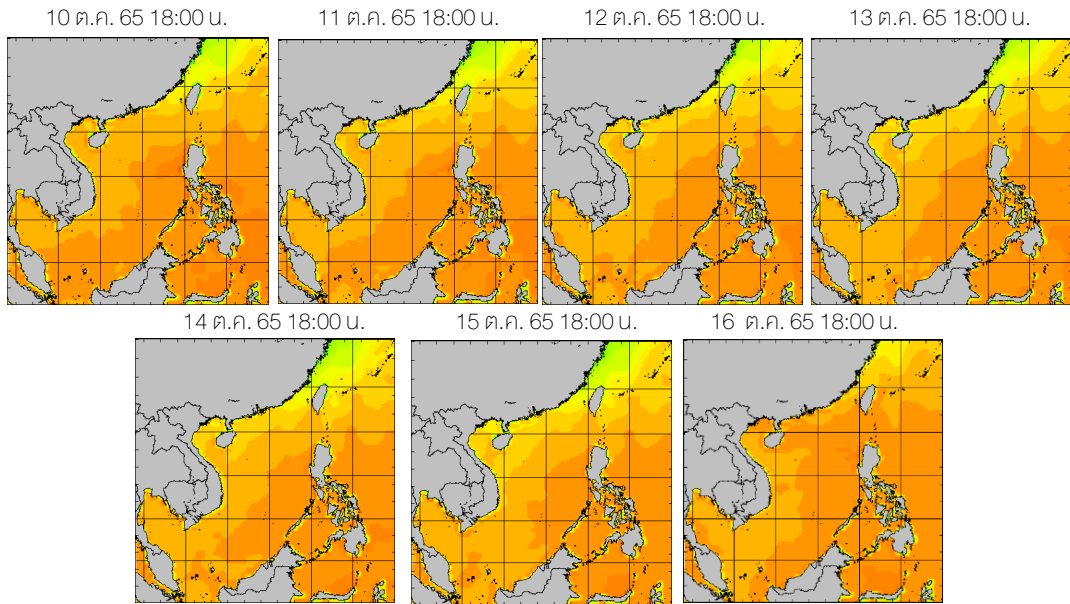 10 ต.ค. 65 18:00 น.
11 ต.ค. 65 18:00 น.
12 ต.ค. 65 18:00 น.
13 ต.ค. 65 18:00 น.
14 ต.ค. 65 18:00 น.
15 ต.ค. 65 18:00 น.
16 ต.ค. 65 18:00 น.